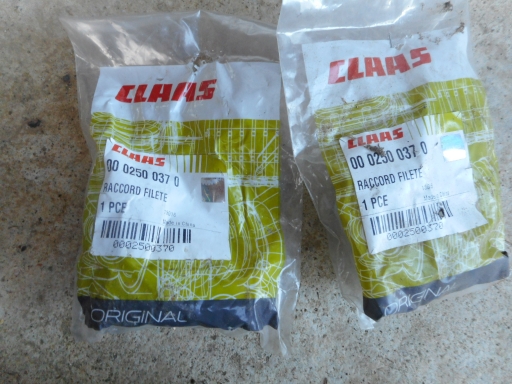 CLAAS
CLAAS
00 0250 037 0
RACCORD FILETE
1 PCE
0002500370
ORIGINAL
CLAAS
CLAAS
00 0250 037 0
RACCORD FILETE
1 PCE
0002500370
ORIGINAL